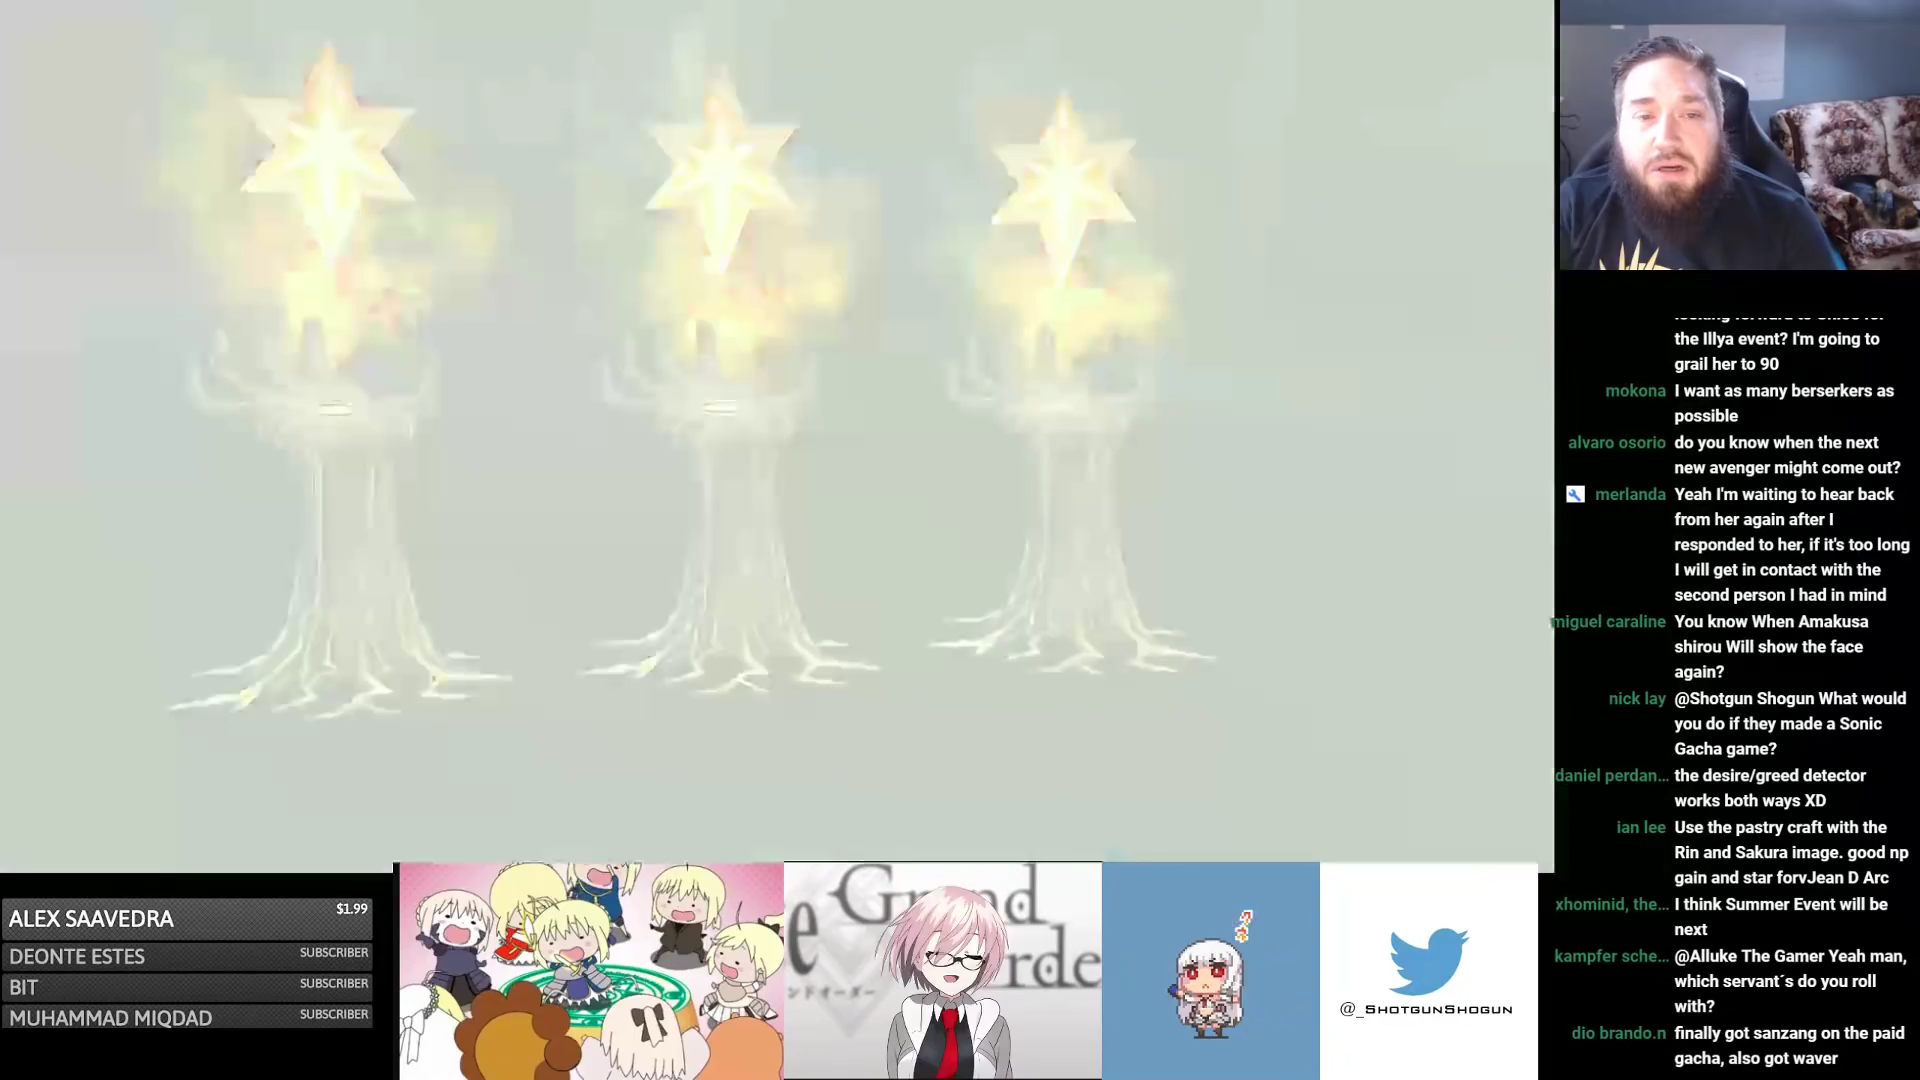 the Illya event? I'm going to
grail her to 90
mokona I want as many berserkers as
possible
alvaro osorio do you know when the next
new avenger might come out?
merlanda Yeah I'm waiting to hear back
from her again after I
responded to her, if it's too long
I will get in contact with the
second person I had in mind
miguel caraline You know When Amakusa
shirou Will show the face
again?
nick lay @Shotgun Shogun What would
you do if they made a Sonic
Gacha game?
daniel perdan... the desire/greed detector
works both ways XD
ian lee Use the pastry craft with the
Rin and Sakura image. good np
gain and star forvJean D Arc
xhominid, the... I think Summer Event will be
next
kampfer sche... @Alluke The Gamer Yeah man,
which servant´s do you roll
with?
dio brando.n finally got sanzang on the paid
gacha, also got waver
ALEX SAAVEDRA $1.99
DEONTE ESTES SUBSCRIBER
BIT SUBSCRIBER
MUHAMMAD MIQDAD SUBSCRIBER
e Grand
rde
ンドオーダー
@_ShotgunShogun